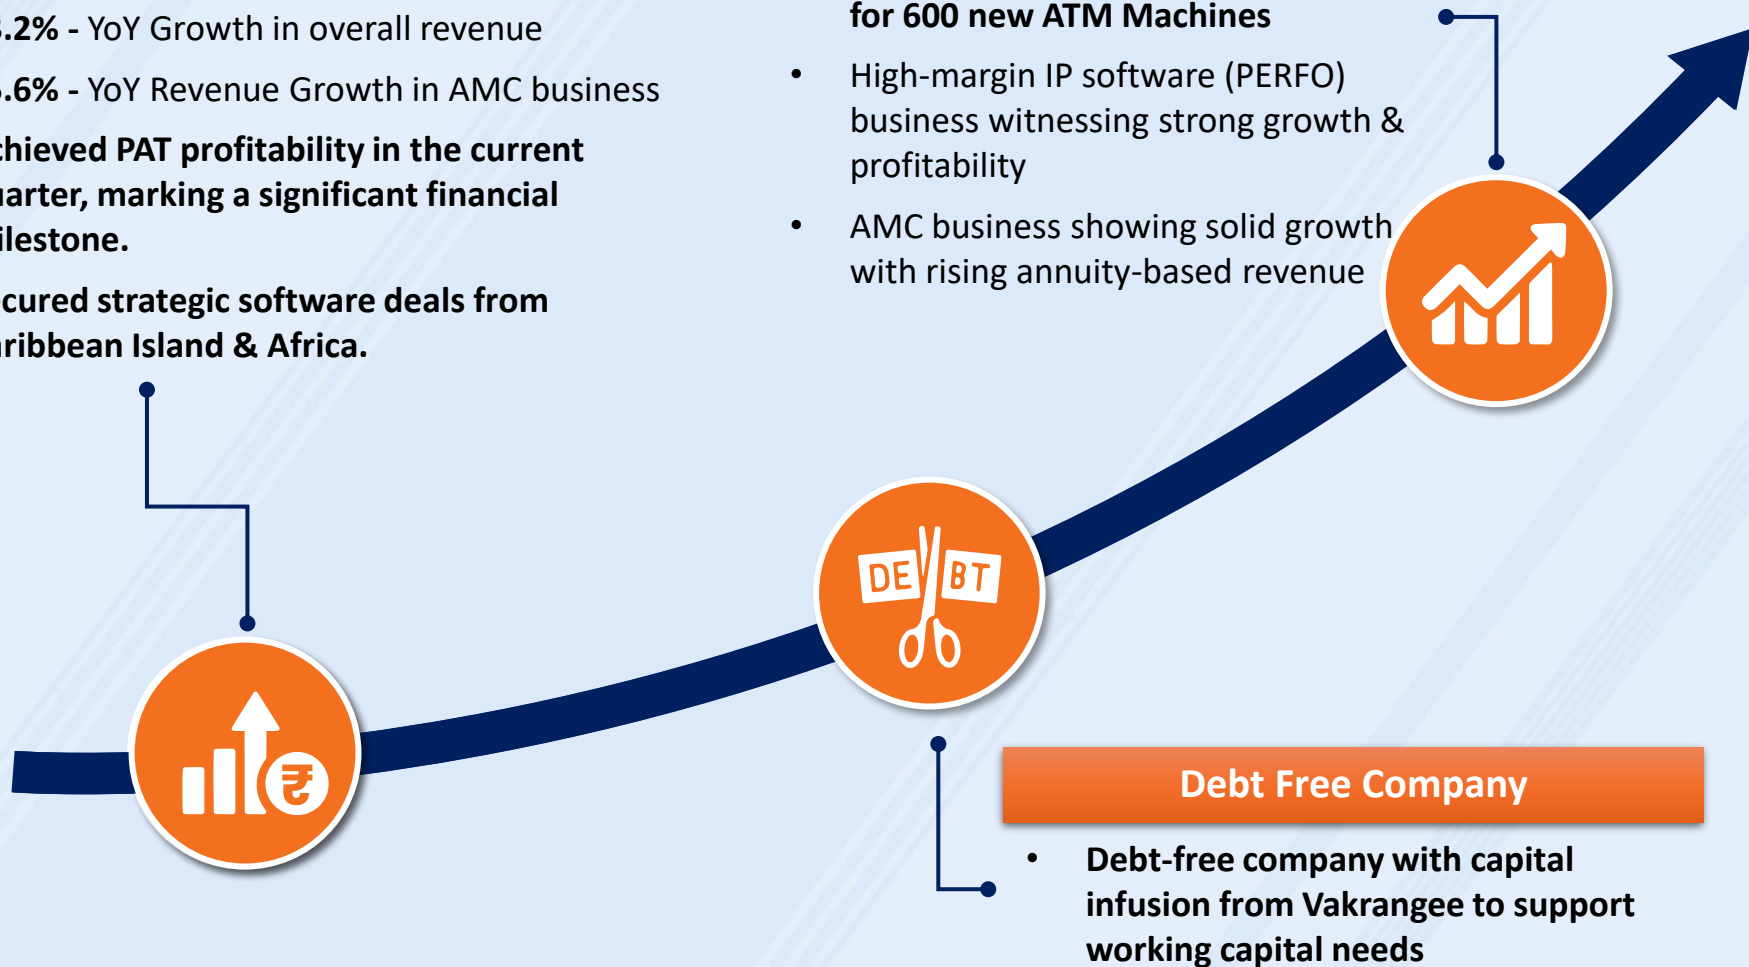 .2% - YoY Growth in overall revenue
.6% - YoY Revenue Growth in AMC business
chieved PAT profitability in the current
uarter, marking a significant financial
ilestone.
cured strategic software deals from
ribbean Island & Africa.
for 600 new ATM Machines
• High-margin IP software (PERFO)
business witnessing strong growth &
profitability
• AMC business showing solid growth
with rising annuity-based revenue
DE BT
₹
Debt Free Company
• Debt-free company with capital
infusion from Vakrangee to support
working capital needs